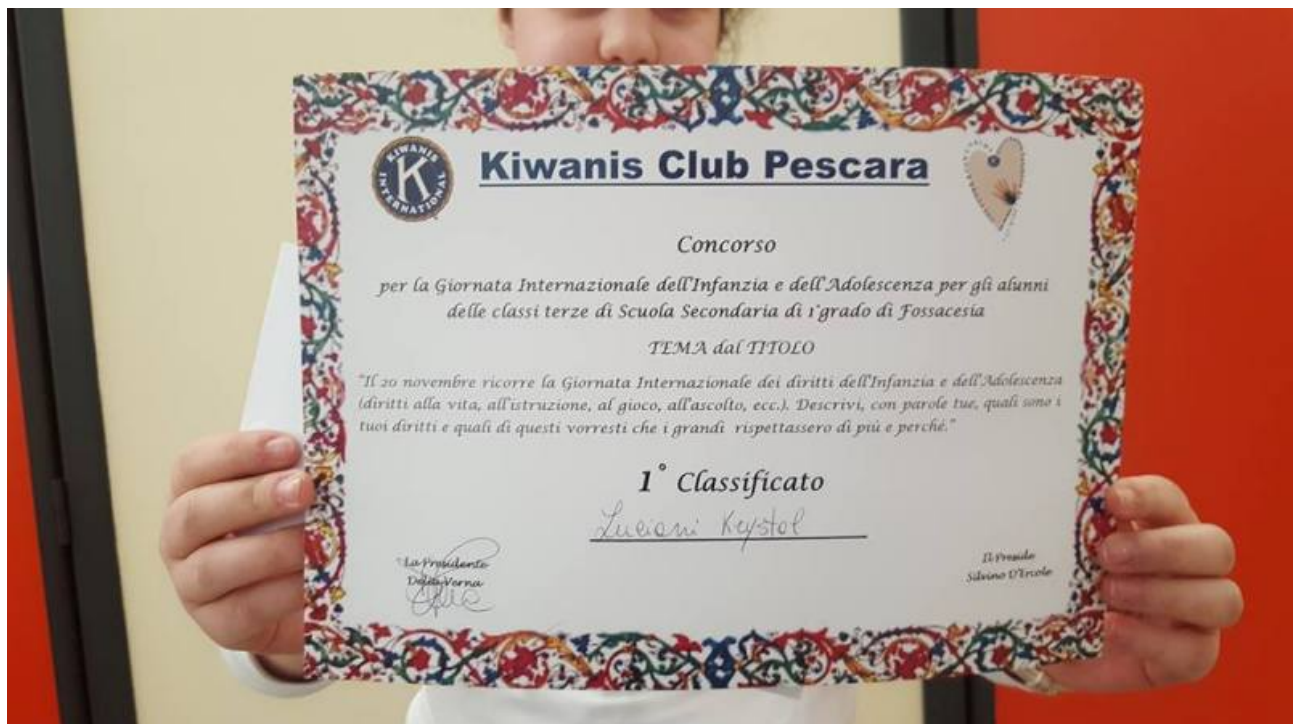 KIWANIS INTERNATIONAL
K
Kiwanis Club Pescara
Concorso
per la Giornata Internazionale dell'Infanzia e dell'Adolescenza per gli alunni
delle classi terze di Scuola Secondaria di 1°grado di Fossacesia
TEMA dal TITOLO
"Il 20 novembre ricorre la Giornata Internazionale dei diritti dell'Infanzia e dell'Adolescenza
(diritti alla vita, all'istruzione, al gioco, all'ascolto, ecc.). Descrivi, con parole tue, quali sono i
tuoi diritti e quali di questi vorresti che i grandi rispettassero di più e perché."
1° Classificato
Luciani Krystol
La Presidente
Verna
Il Preside
Silvino D'Ercole